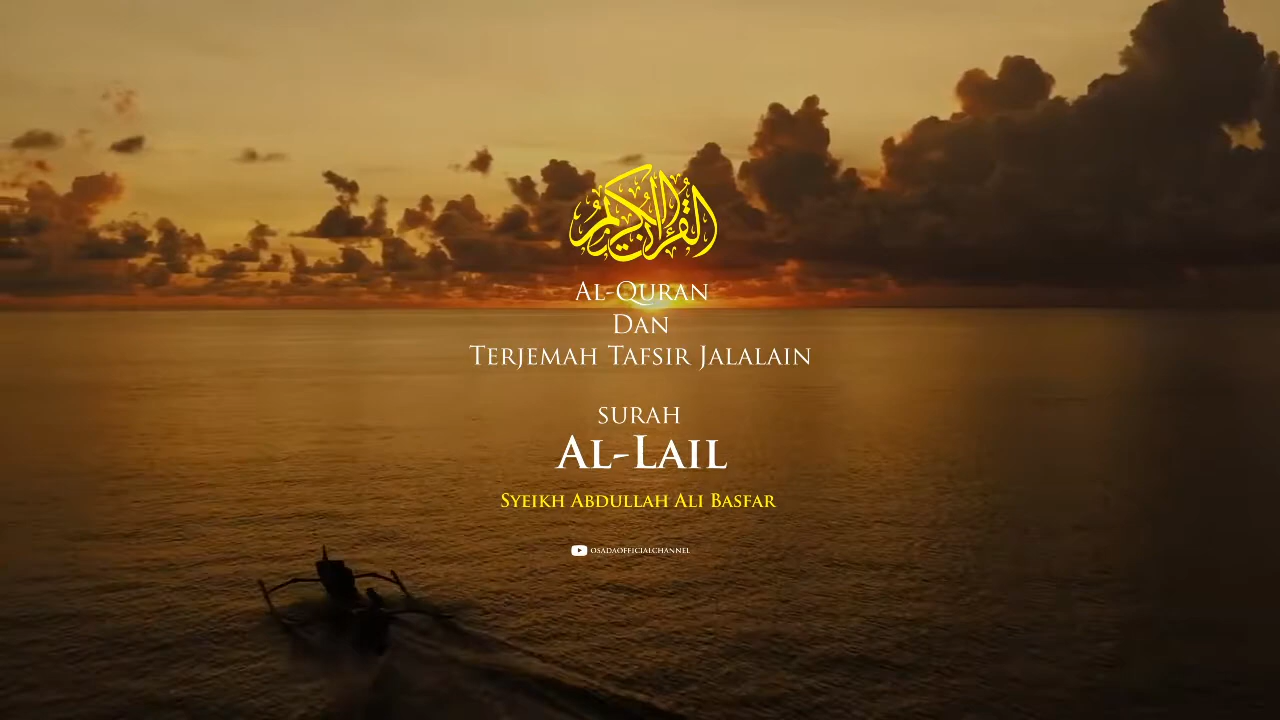 القرآن الكريم
Al-Quran
Dan
Terjemah Tafsir Jalalain
surah
Al-Lail
Syeikh Abdullah Ali Basfar
osadaofficialchannel